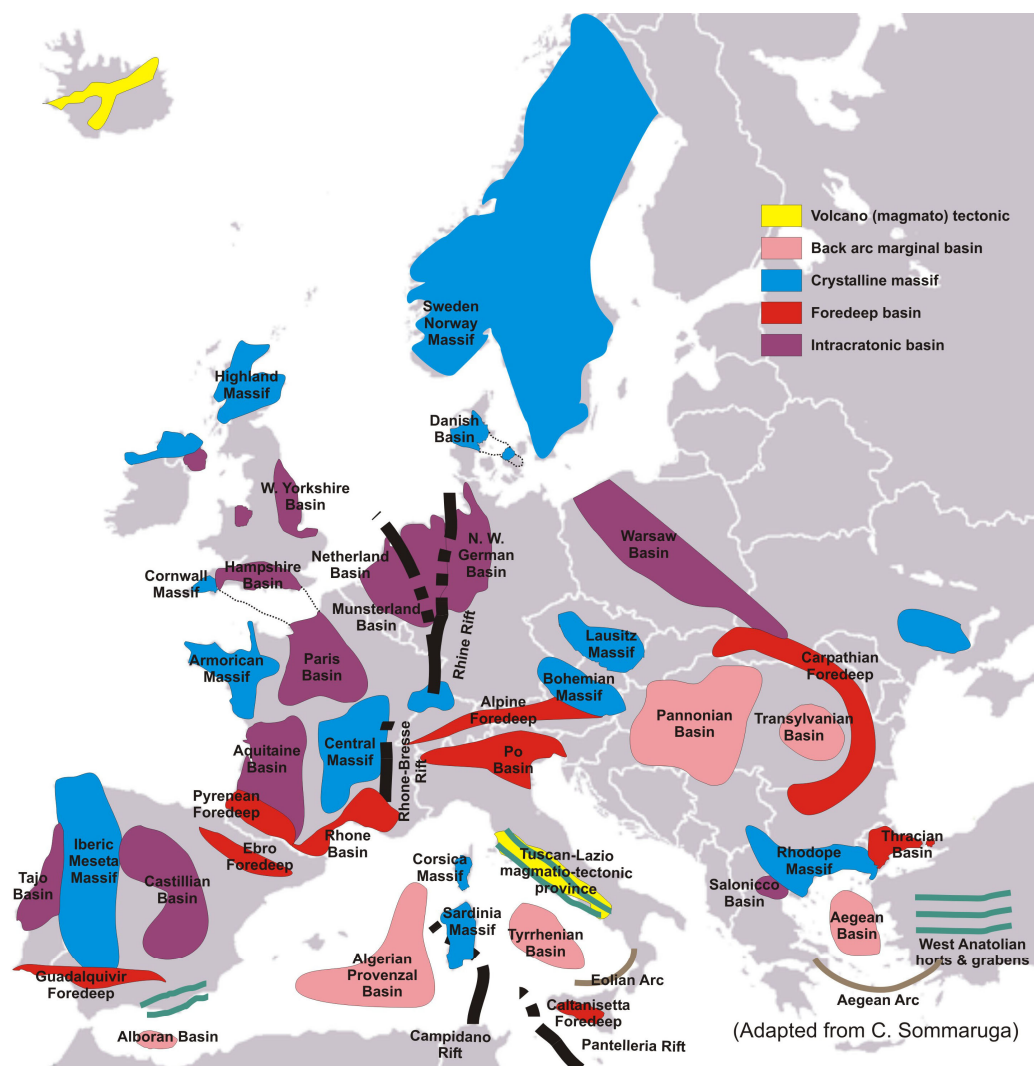 Volcano (magmato) tectonic
Back arc marginal basin
Crystalline massif
Foredeep basin
Intracratonic basin
Sweden
Norway
Massif
Highland
Massif
Danish
Basin
W. Yorkshire
Basin
Netherland
Basin
N. W.
German
Basin
Warsaw
Basin
Cornwall
Massif
Hampshire
Basin
Munsterland
Basin
Rhine Rift
Lausitz
Massif
Armorican
Massif
Paris
Basin
Bohemian
Massif
Carpathian
Foredeep
Alpine
Foredeep
Pannonian
Basin
Transylvanian
Basin
Aquitaine
Basin
Central
Massif
Rhone-Bresse
Rift
Po
Basin
Pyrenean
Foredeep
Ebro
Foredeep
Rhone
Basin
Iberic
Meseta
Massif
Tajo
Basin
Castillian
Basin
Corsica
Massif
Tuscan-Lazio
magmatio-tectonic
province
Thracian
Basin
Rhodope
Massif
Salonicco
Basin
Sardinia
Massif
Tyrrhenian
Basin
Aegean
Basin
West Anatolian
horts & grabens
Algerian
Provenzal
Basin
Guadalquivir
Foredeep
Eolian Arc
Aegean Arc
Caltanisetta
Foredeep
Alboran Basin
Campidano
Rift
Pantelleria Rift
(Adapted from C. Sommaruga)